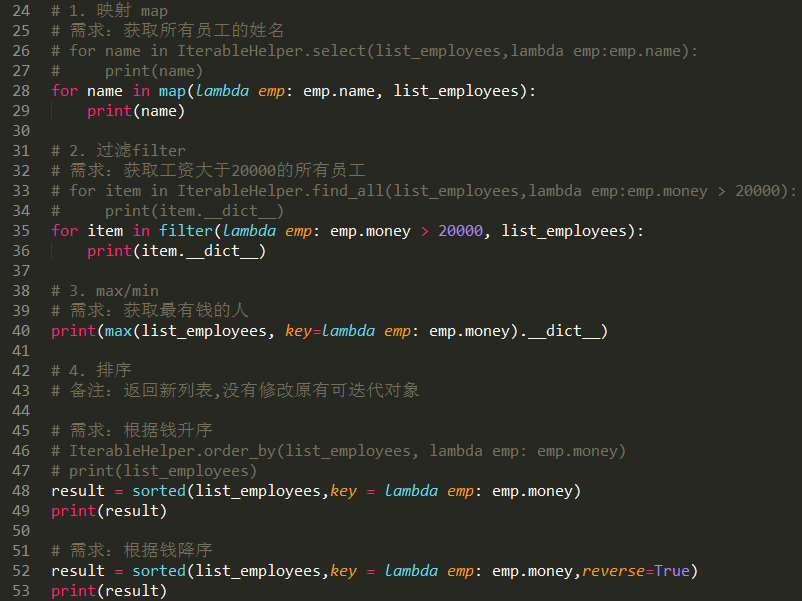 24 # 1. 映射 map
25 # 需求：获取所有员工的姓名
26 # for name in IterableHelper.select(list_employees,lambda emp:emp.name):
27 #     print(name)
28 for name in map(lambda emp: emp.name, list_employees):
29     print(name)
30
31 # 2. 过滤filter
32 # 需求：获取工资大于20000的所有员工
33 # for item in IterableHelper.find_all(list_employees,lambda emp:emp.money > 20000):
34 #     print(item.__dict__)
35 for item in filter(lambda emp: emp.money > 20000, list_employees):
36     print(item.__dict__)
37
38 # 3. max/min
39 # 需求：获取最有钱的人
40 print(max(list_employees, key=lambda emp: emp.money).__dict__)
41
42 # 4. 排序
43 # 备注：返回新列表,没有修改原有可迭代对象
44
45 # 需求：根据钱升序
46 # IterableHelper.order_by(list_employees, lambda emp: emp.money)
47 # print(list_employees)
48 result = sorted(list_employees,key = lambda emp: emp.money)
49 print(result)
50
51 # 需求：根据钱降序
52 result = sorted(list_employees,key = lambda emp: emp.money,reverse=True)
53 print(result)